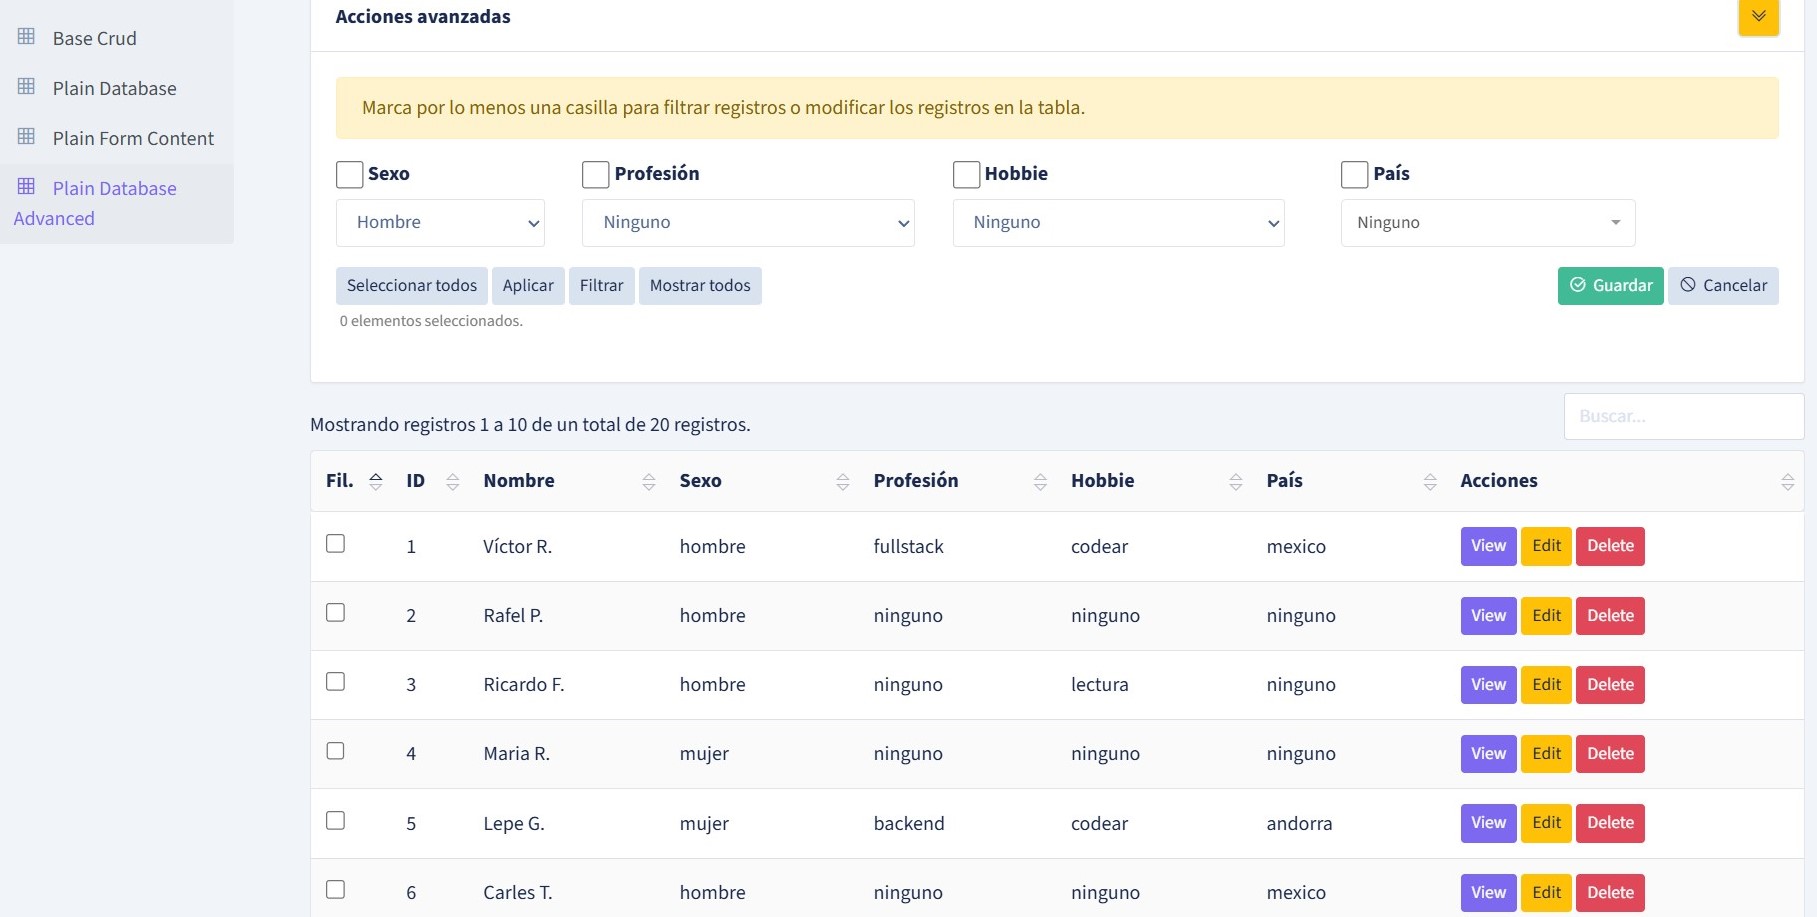 Base Crud
Plain Database
Plain Form Content
Plain Database
Advanced
Acciones avanzadas
Marca por lo menos una casilla para filtrar registros o modificar los registros en la tabla.
Sexo Profesión Hobbie País
Hombre Ninguno Ninguno Ninguno
Seleccionar todos Aplicar Filtrar Mostrar todos Guardar Cancelar
0 elementos seleccionados.
Buscar...
Mostrando registros 1 a 10 de un total de 20 registros.
Fil. ID Nombre Sexo Profesión Hobbie País Acciones
1 Víctor R. hombre fullstack codear mexico View Edit Delete
2 Rafel P. hombre ninguno ninguno ninguno View Edit Delete
3 Ricardo F. hombre ninguno lectura ninguno View Edit Delete
4 Maria R. mujer ninguno ninguno ninguno View Edit Delete
5 Lepe G. mujer backend codear andorra View Edit Delete
6 Carles T. hombre ninguno ninguno mexico View Edit Delete